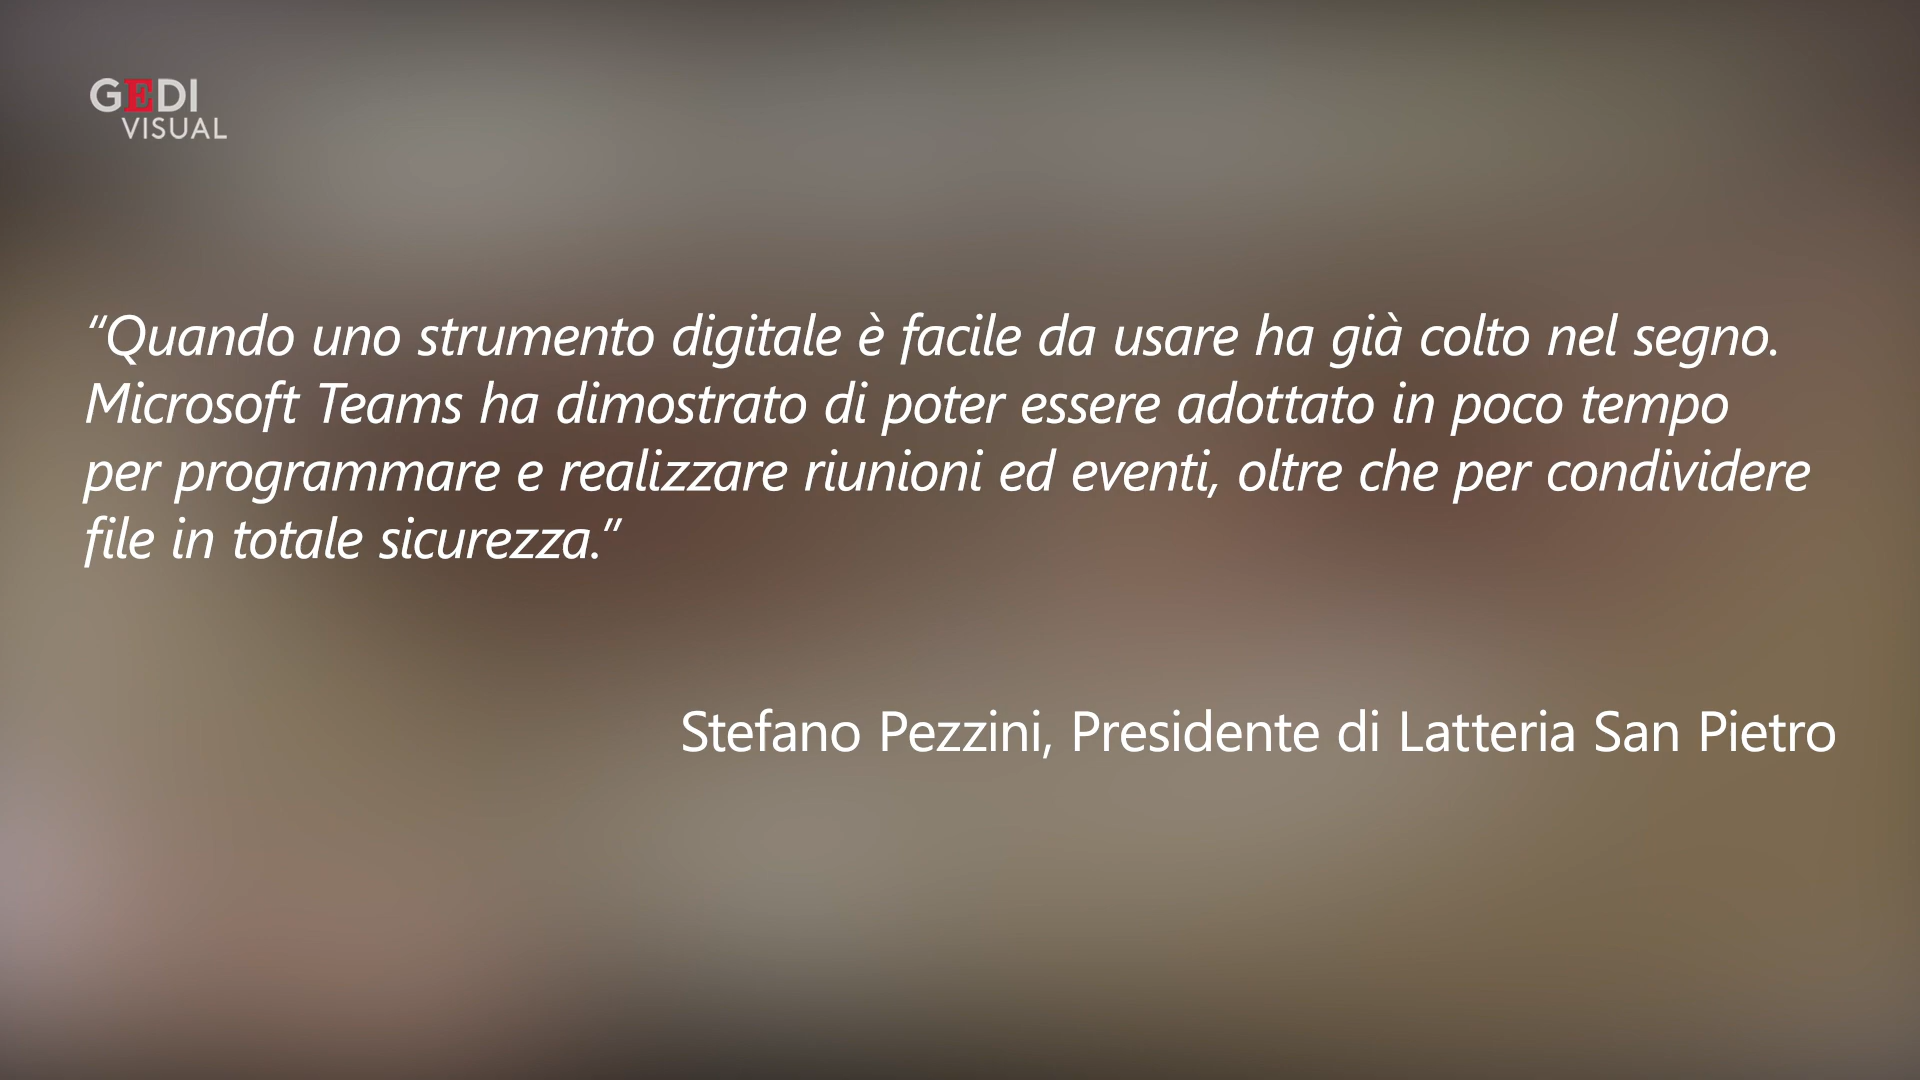 GEDI
VISUAL
“Quando uno strumento digitale è facile da usare ha già colto nel segno.
Microsoft Teams ha dimostrato di poter essere adottato in poco tempo
per programmare e realizzare riunioni ed eventi, oltre che per condividere
file in totale sicurezza.”
Stefano Pezzini, Presidente di Latteria San Pietro